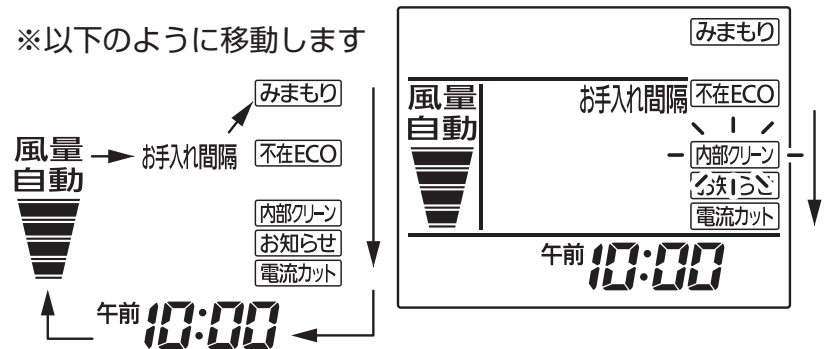 ※以下のように移動します
みまもり
風量
自動
お手入れ間隔
不在ECO
内部クリーン
お知らせ
電流カット
午前 10:00
みまもり
風量
自動
お手入れ間隔
不在ECO
内部クリーン
お知らせ
電流カット
午前 10:00